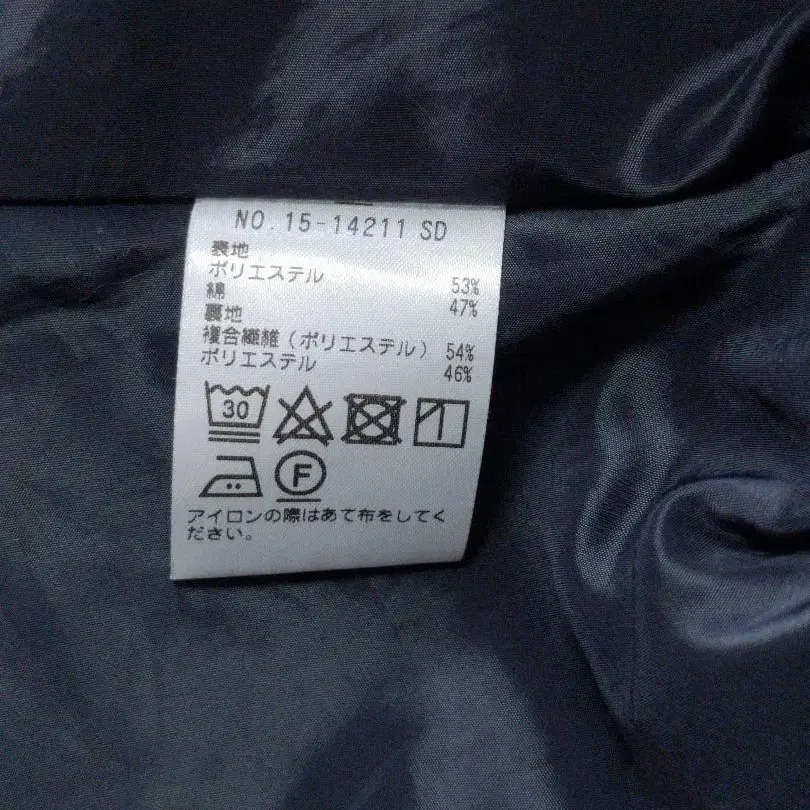 NO.15-14211 SD
表地
ポリエステル 53%
綿 47%
裏地
複合繊維(ポリエステル) 54%
ポリエステル 46%
30
F
アイロンの際はあて布をしてく
ださい。